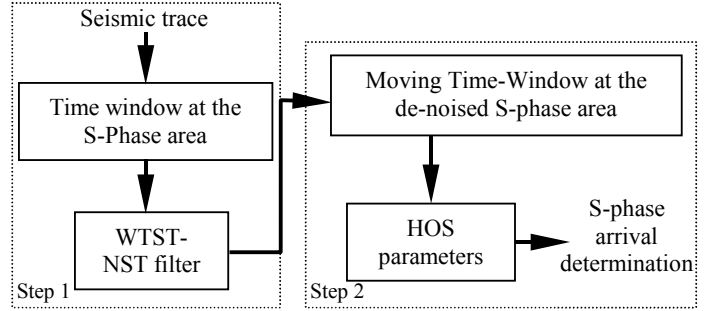 Seismic trace
Time window at the
S-Phase area
WTST-
NST filter
Step 1
Moving Time-Window at the
de-noised S-phase area
HOS
parameters
S-phase
arrival
determination
Step 2